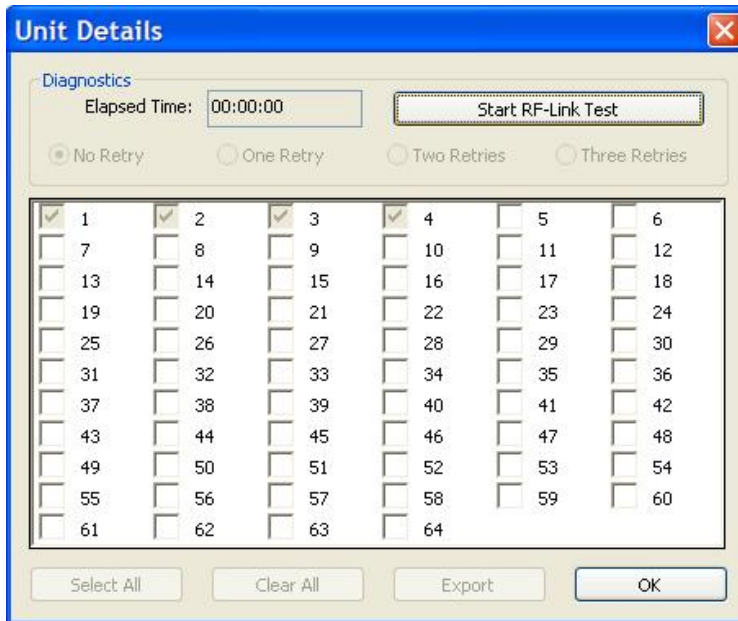 Unit Details
Diagnostics
Elapsed Time: 00:00:00 Start RF-Link Test
No Retry One Retry Two Retries Three Retries
1 2 3 4 5 6
7 8 9 10 11 12
13 14 15 16 17 18
19 20 21 22 23 24
25 26 27 28 29 30
31 32 33 34 35 36
37 38 39 40 41 42
43 44 45 46 47 48
49 50 51 52 53 54
55 56 57 58 59 60
61 62 63 64
Select All Clear All Export OK